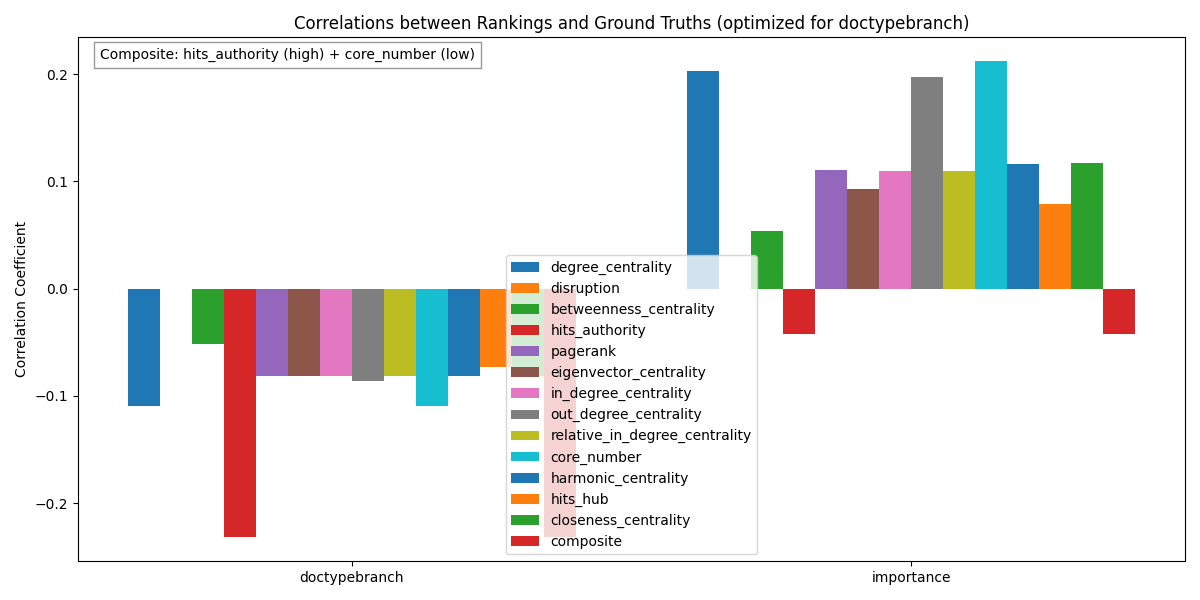 Correlations between Rankings and Ground Truths (optimized for doctypebranch)
Composite: hits_authority (high) + core_number (low)
Correlation Coefficient
0.2
0.1
0.0
−0.1
−0.2
degree_centrality
disruption
betweenness_centrality
hits_authority
pagerank
eigenvector_centrality
in_degree_centrality
out_degree_centrality
relative_in_degree_centrality
core_number
harmonic_centrality
hits_hub
closeness_centrality
composite
doctypebranch
importance